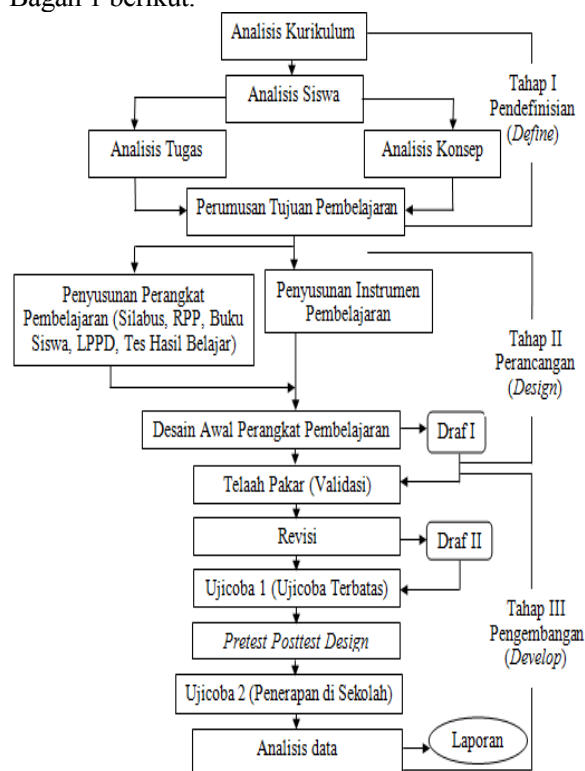 Bagan 1 berikut.
Analisis Kurikulum
Analisis Siswa
Analisis Tugas
Analisis Konsep
Perumusan Tujuan Pembelajaran
Tahap I
Pendefinisian
(Define)
Penyusunan Perangkat
Pembelajaran (Silabus, RPP, Buku
Siswa, LPPD, Tes Hasil Belajar)
Penyusunan Instrumen
Pembelajaran
Desain Awal Perangkat Pembelajaran
Draf I
Tahap II
Perancangan
(Design)
Telaah Pakar (Validasi)
Revisi
Draf II
Ujicoba 1 (Ujicoba Terbatas)
Pretest Posttest Design
Ujicoba 2 (Penerapan di Sekolah)
Analisis data
Laporan
Tahap III
Pengembangan
(Develop)